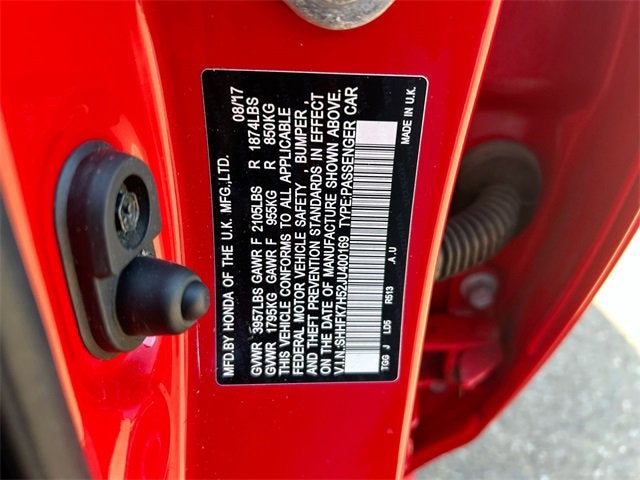 MFD.BY HONDA OF THE U.K. MFG.,LTD. 08/17
GVWR 3957LBS GAWR F 2105LBS R 1874LBS
GVWR 1795KG GAWR F 955KG R 850KG
THIS VEHICLE CONFORMS TO ALL APPLICABLE
FEDERAL MOTOR VEHICLE SAFETY , BUMPER ,
AND THEFT PREVENTION STANDARDS IN EFFECT
ON THE DATE OF MANUFACTURE SHOWN ABOVE.
V.I.N.:SHHFK7H52JU400169 TYPE:PASSENGER CAR
.A .U
TGG J LD5 R513 MADE IN U.K.